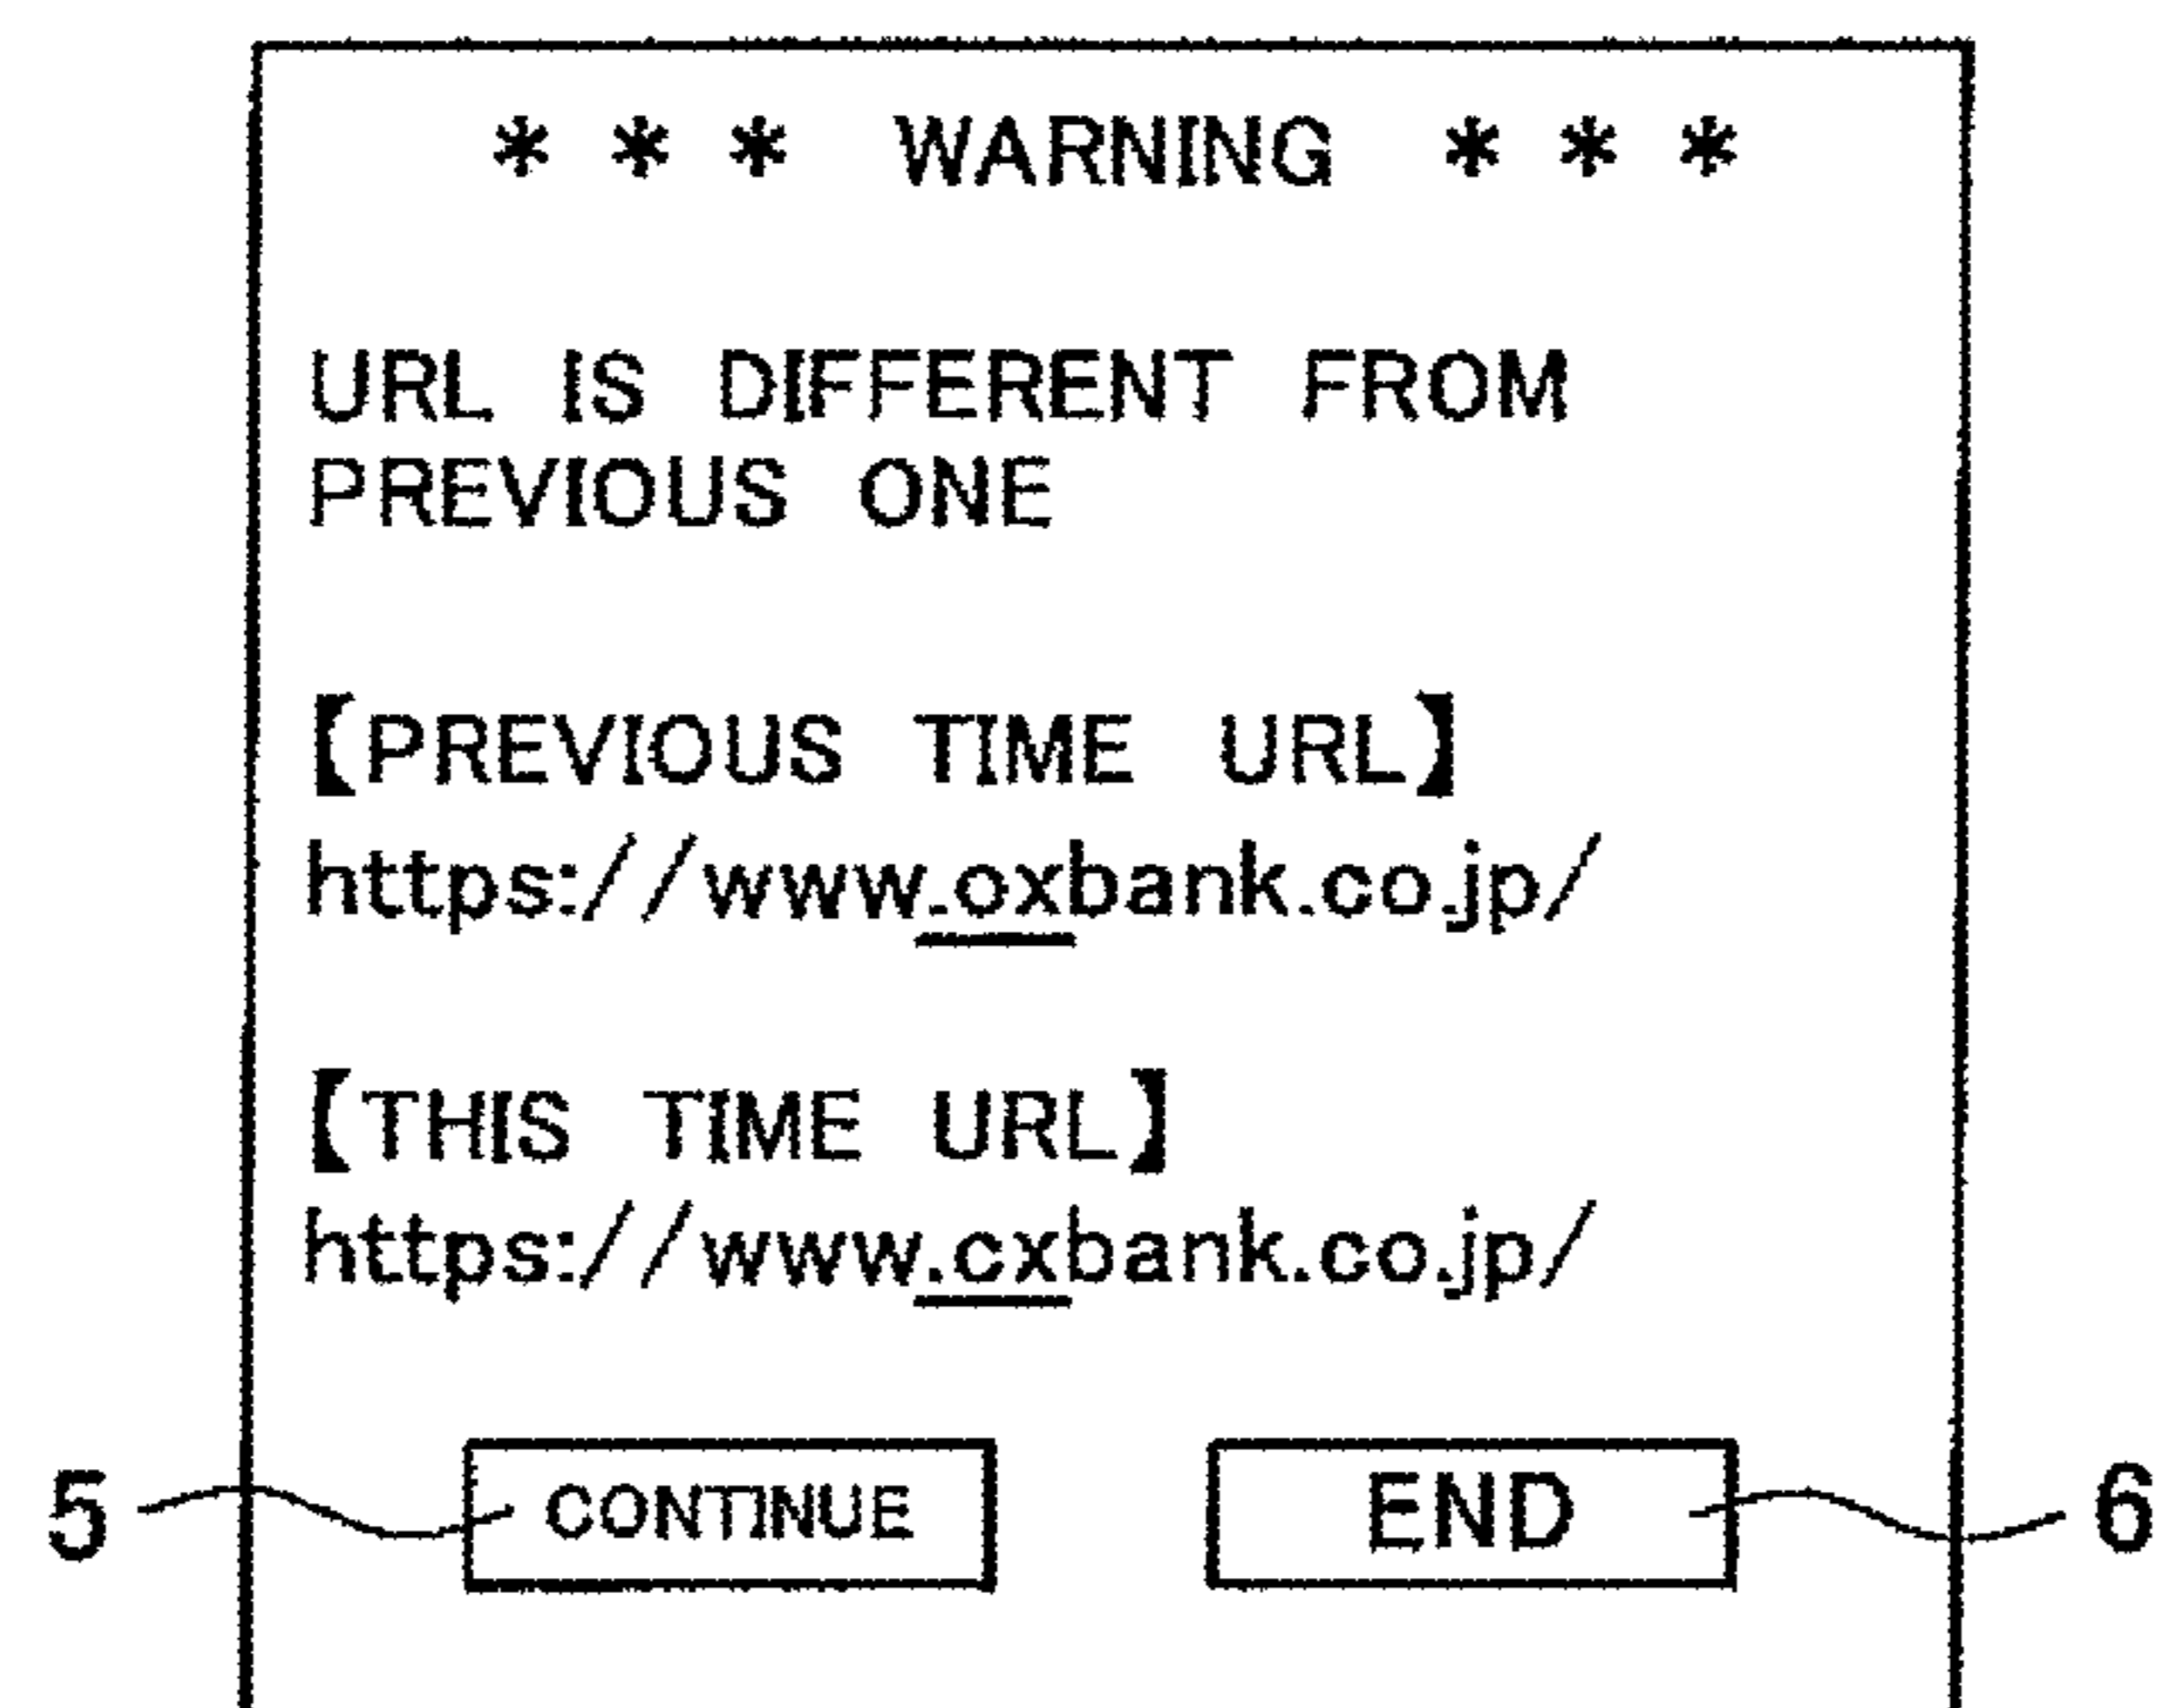 * * * WARNING * * *
URL IS DIFFERENT FROM
PREVIOUS ONE
【PREVIOUS TIME URL】
https://www.oxbank.co.jp/
【THIS TIME URL】
https://www.cxbank.co.jp/
5 CONTINUE END 6